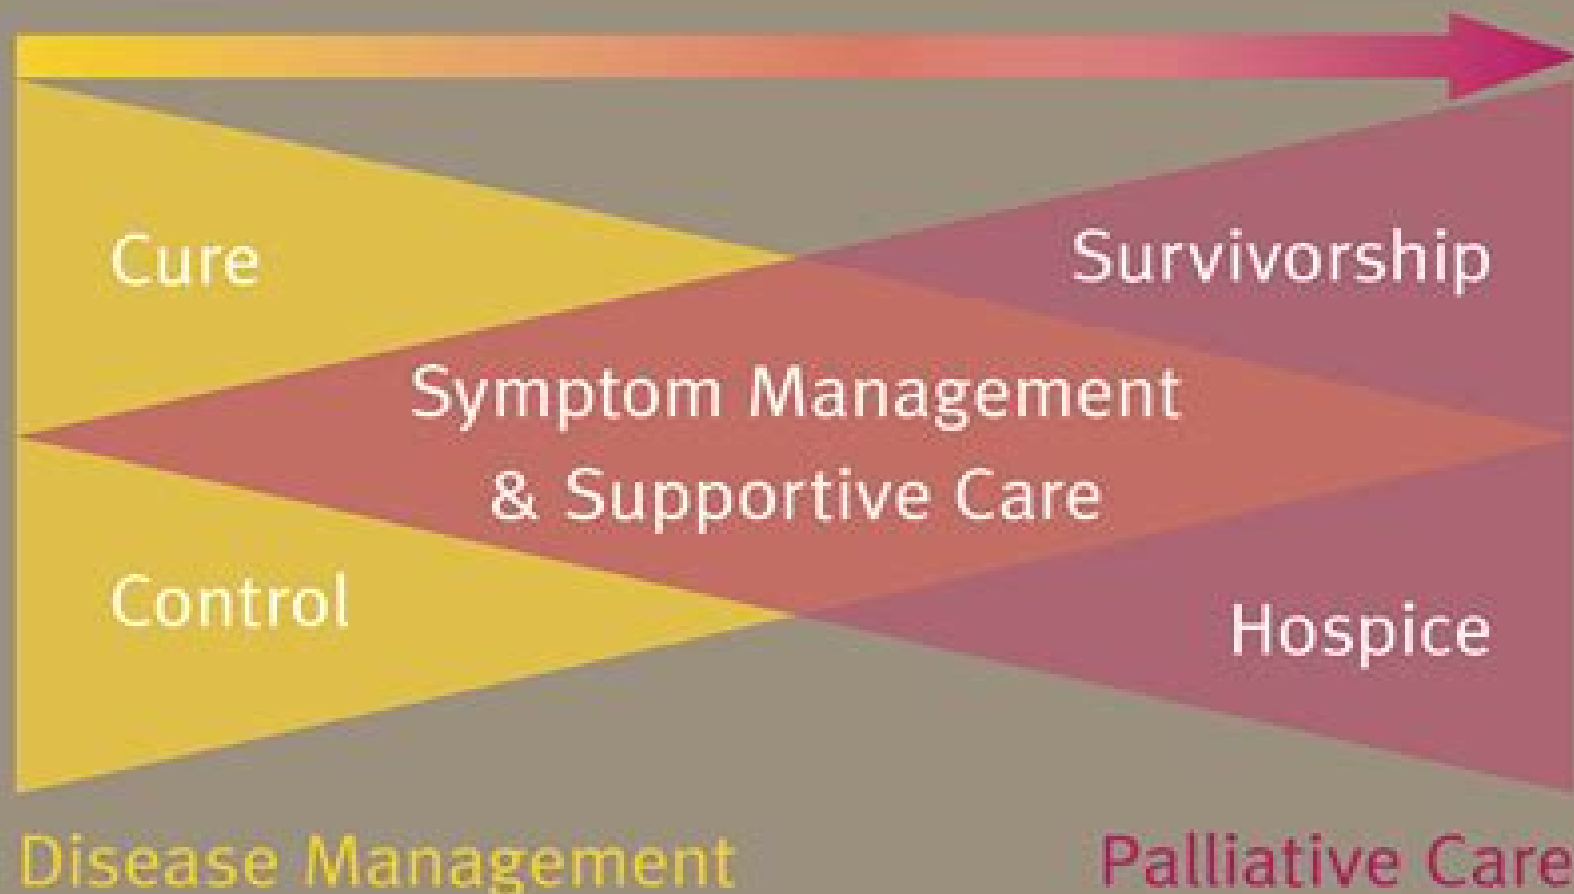 Cure
Survivorship
Symptom Management
& Supportive Care
Control
Hospice
Disease Management
Palliative Care